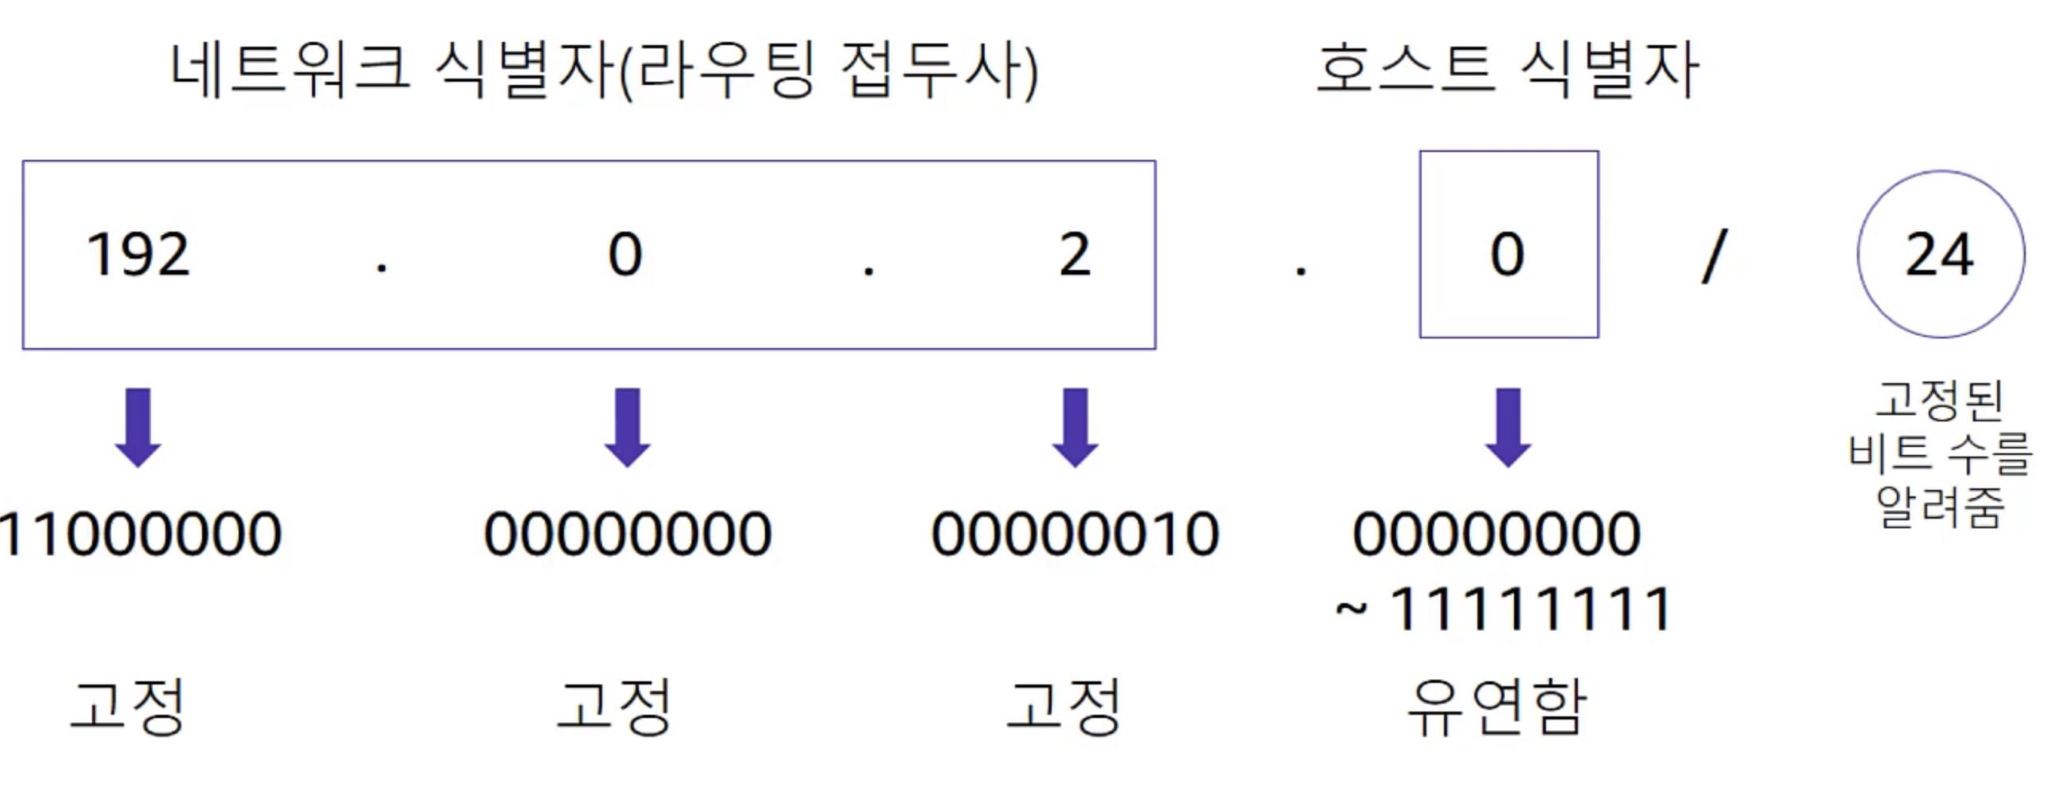 네트워크 식별자(라우팅 접두사) 호스트 식별자
192 . 0 . 2 . 0 / 24
고정된
비트 수를
알려줌
11000000 00000000 00000010 00000000
~ 11111111
고정 고정 고정 유연함